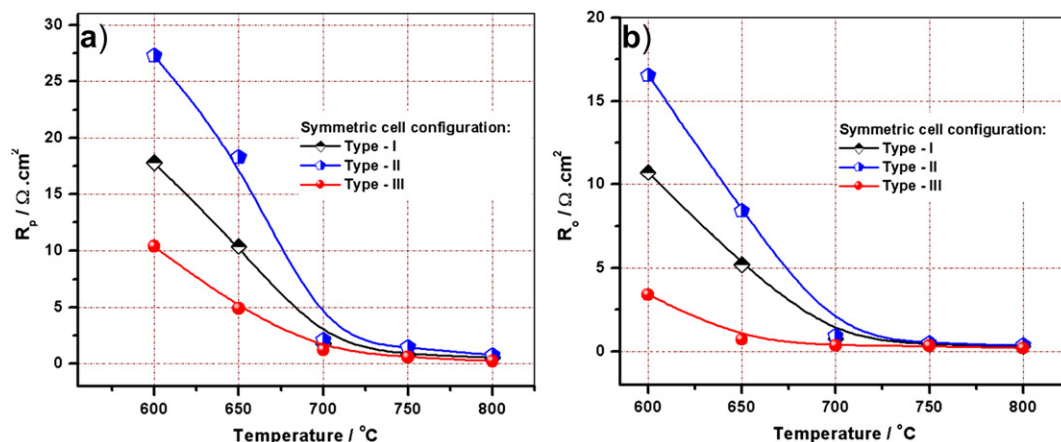 a)
30
25
20
15
10
5
0
R_p / Ω.cm²
Symmetric cell configuration:
Type - I
Type - II
Type - III
600 650 700 750 800
Temperature / °C
b)
20
15
10
5
0
R_o / Ω.cm²
Symmetric cell configuration:
Type - I
Type - II
Type - III
600 650 700 750 800
Temperature / °C